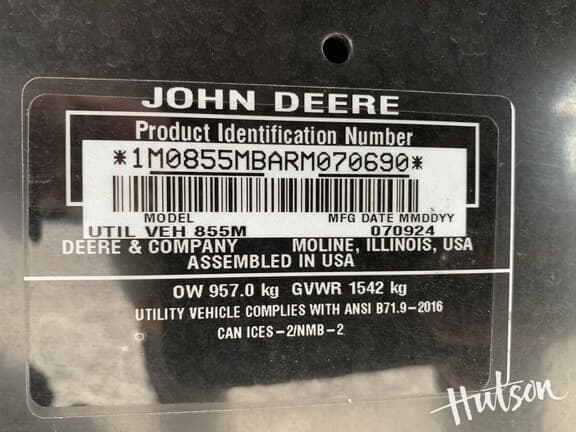 JOHN DEERE
Product Identification Number
*1M0855MBARM070690*
MODEL MFG DATE MMDDYY
UTIL VEH 855M 070924
DEERE & COMPANY MOLINE, ILLINOIS, USA
ASSEMBLED IN USA
OW 957.0 kg GVWR 1542 kg
UTILITY VEHICLE COMPLIES WITH ANSI B71.9-2016
CAN ICES-2/NMB-2
Hutson